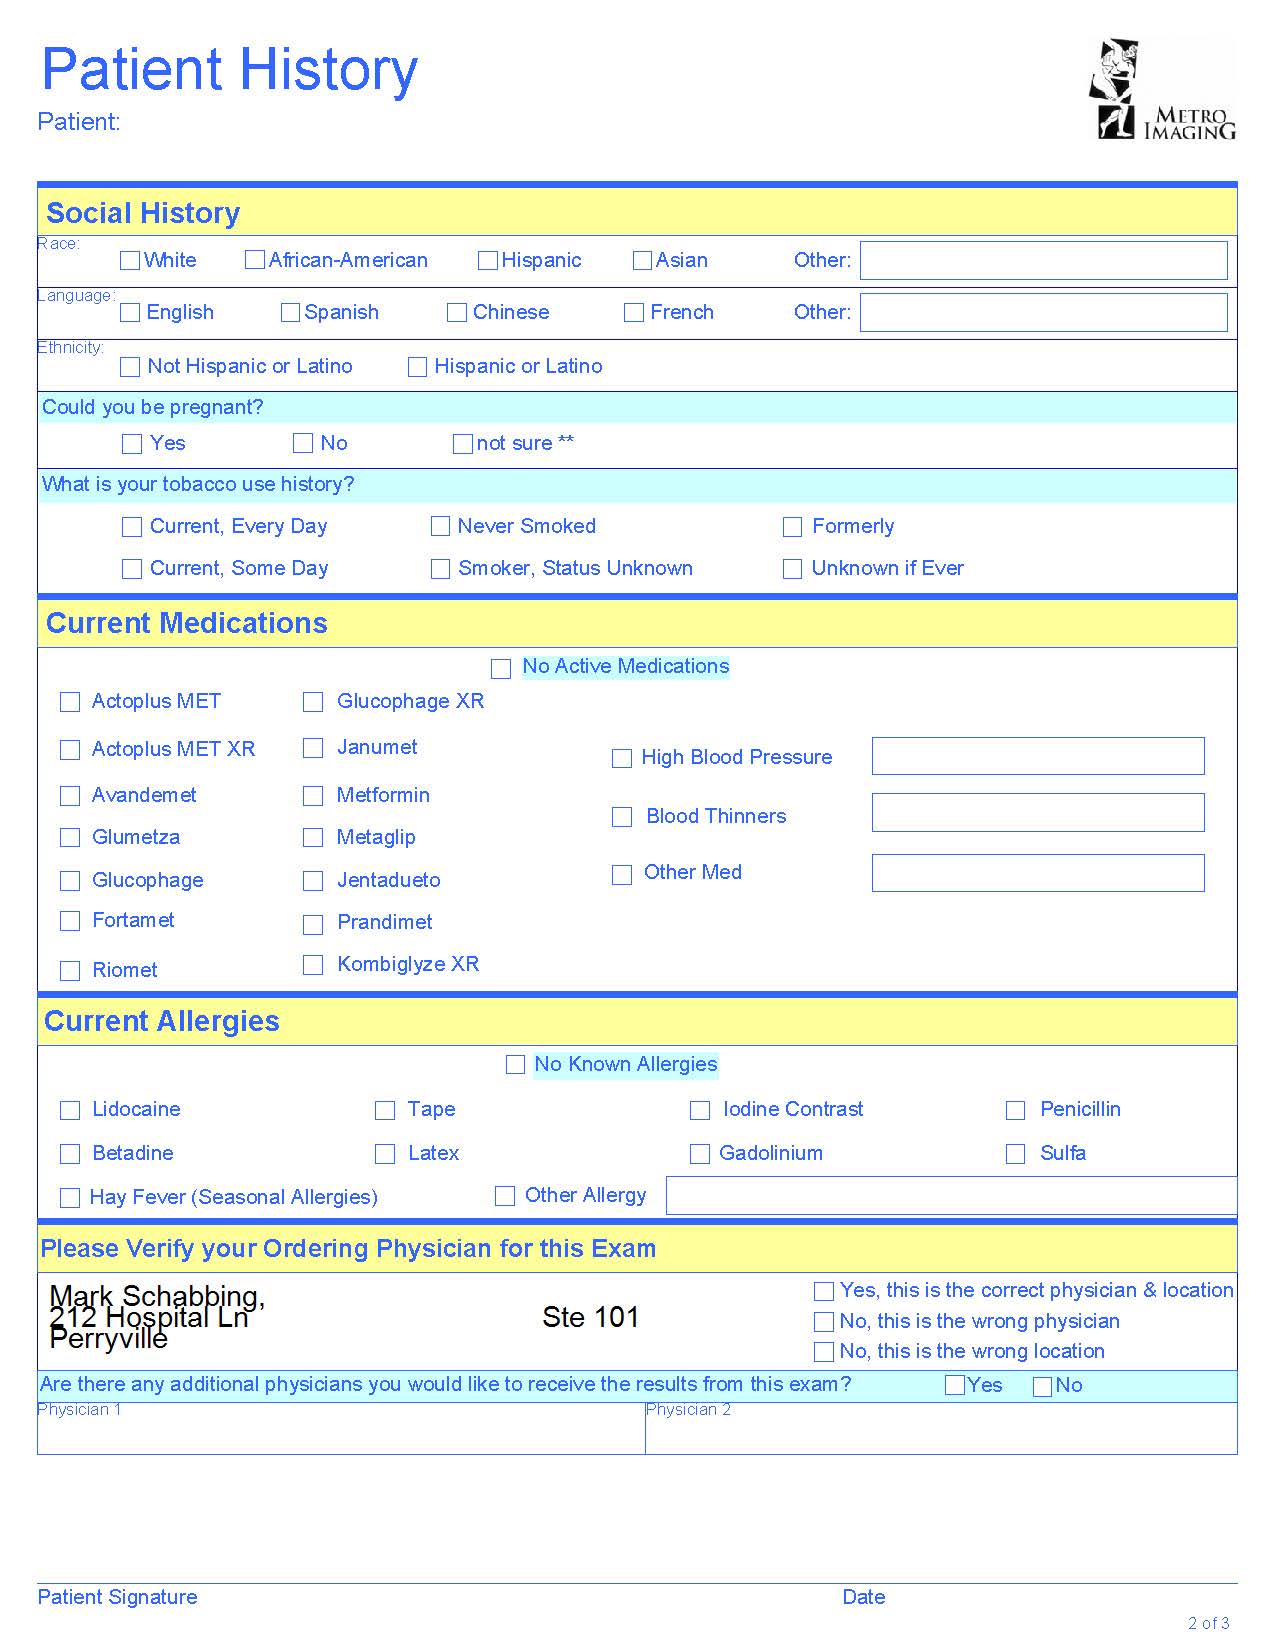 Patient History
Patient:
METRO
IMAGING
Social History
Race:
White African-American Hispanic Asian Other:
Language:
English Spanish Chinese French Other:
Ethnicity:
Not Hispanic or Latino Hispanic or Latino
Could you be pregnant?
Yes No not sure **
What is your tobacco use history?
Current, Every Day Never Smoked Formerly
Current, Some Day Smoker, Status Unknown Unknown if Ever
Current Medications
No Active Medications
Actoplus MET Glucophage XR
Actoplus MET XR Janumet High Blood Pressure
Avandemet Metformin Blood Thinners
Glumetza Metaglip
Glucophage Jentadueto Other Med
Fortamet Prandimet
Riomet Kombiglyze XR
Current Allergies
No Known Allergies
Lidocaine Tape Iodine Contrast Penicillin
Betadine Latex Gadolinium Sulfa
Hay Fever (Seasonal Allergies) Other Allergy
Please Verify your Ordering Physician for this Exam
Mark Schabbing, Yes, this is the correct physician & location
212 Hospital Ln Ste 101 No, this is the wrong physician
Perryville No, this is the wrong location
Are there any additional physicians you would like to receive the results from this exam? Yes No
Physician 1 Physician 2
Patient Signature Date
2 of 3